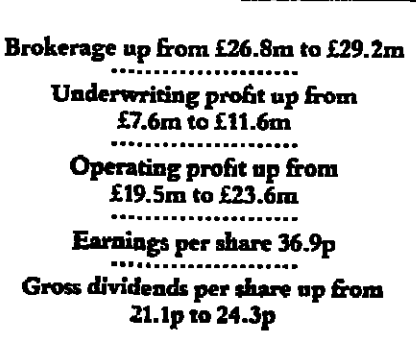 Brokerage up from £26.8m to £29.2m
Underwriting profit up from
£7.6m to £11.6m
Operating profit up from
£19.5m to £23.6m
Earnings per share 36.9p
Gross dividends per share up from
21.1p to 24.3p